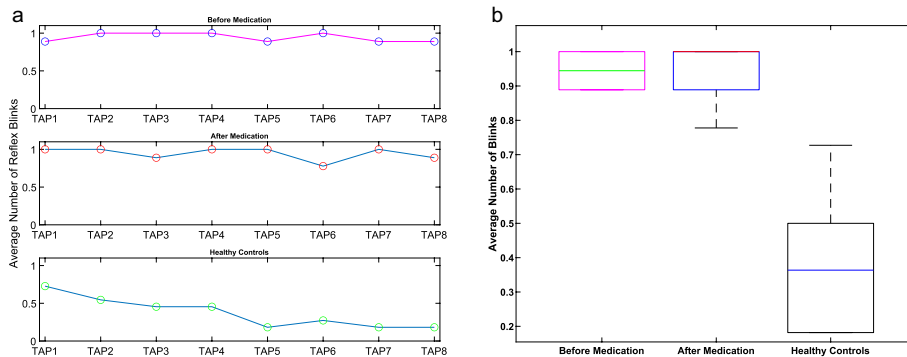 a
Average Number of Reflex Blinks
Before Medication
1
0.5
0
TAP1 TAP2 TAP3 TAP4 TAP5 TAP6 TAP7 TAP8
After Medication
1
0.5
0
TAP1 TAP2 TAP3 TAP4 TAP5 TAP6 TAP7 TAP8
Healthy Controls
1
0.5
0
TAP1 TAP2 TAP3 TAP4 TAP5 TAP6 TAP7 TAP8
b
Average Number of Blinks
1
0.9
0.8
0.7
0.6
0.5
0.4
0.3
0.2
Before Medication After Medication Healthy Controls